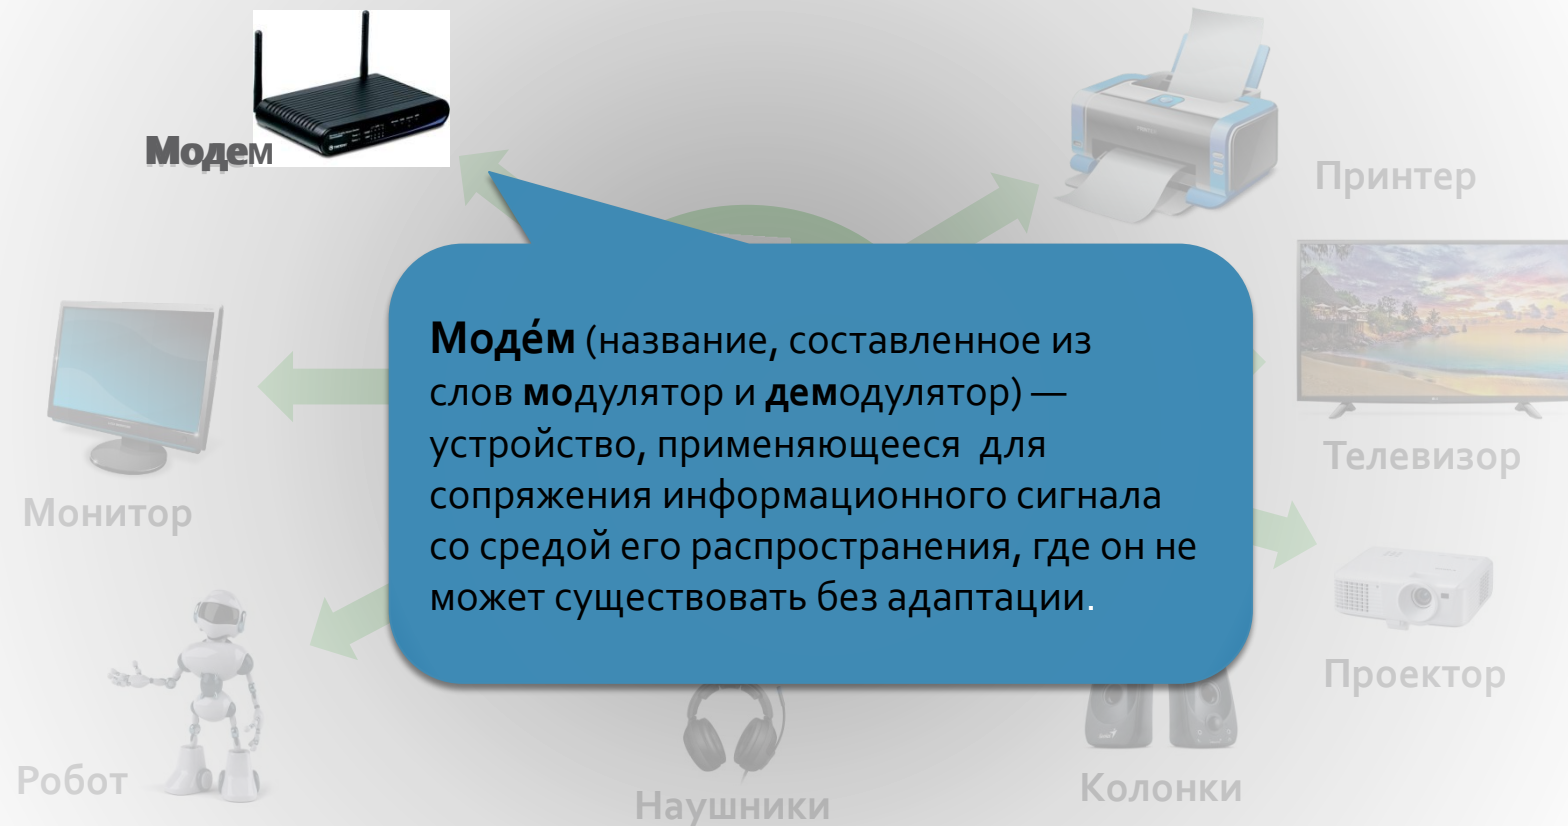 Модем
Принтер
Моде́м (название, составленное из
слов модулятор и демодулятор) —
устройство, применяющееся для
сопряжения информационного сигнала
со средой его распространения, где он не
может существовать без адаптации.
Монитор
Телевизор
Проектор
Робот
Наушники
Колонки